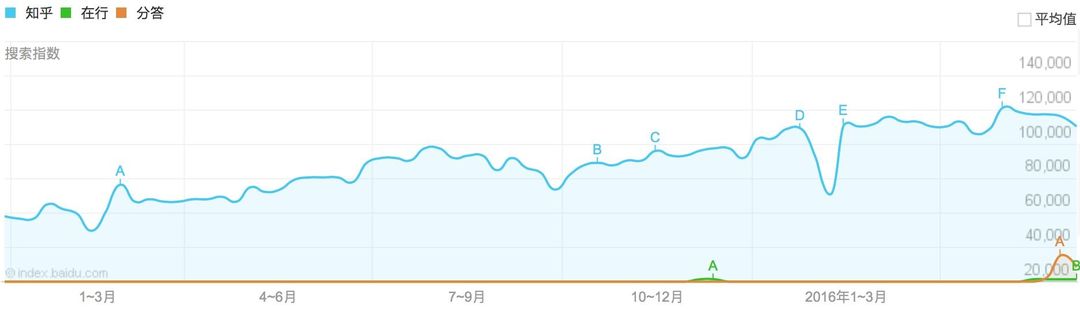 知乎 在行 分答
平均值
搜索指数
140,000
120,000
100,000
80,000
60,000
40,000
20,000
A
B
C
D
E
F
A
A
B
© index.baidu.com
1~3月 4~6月 7~9月 10~12月 2016年1~3月